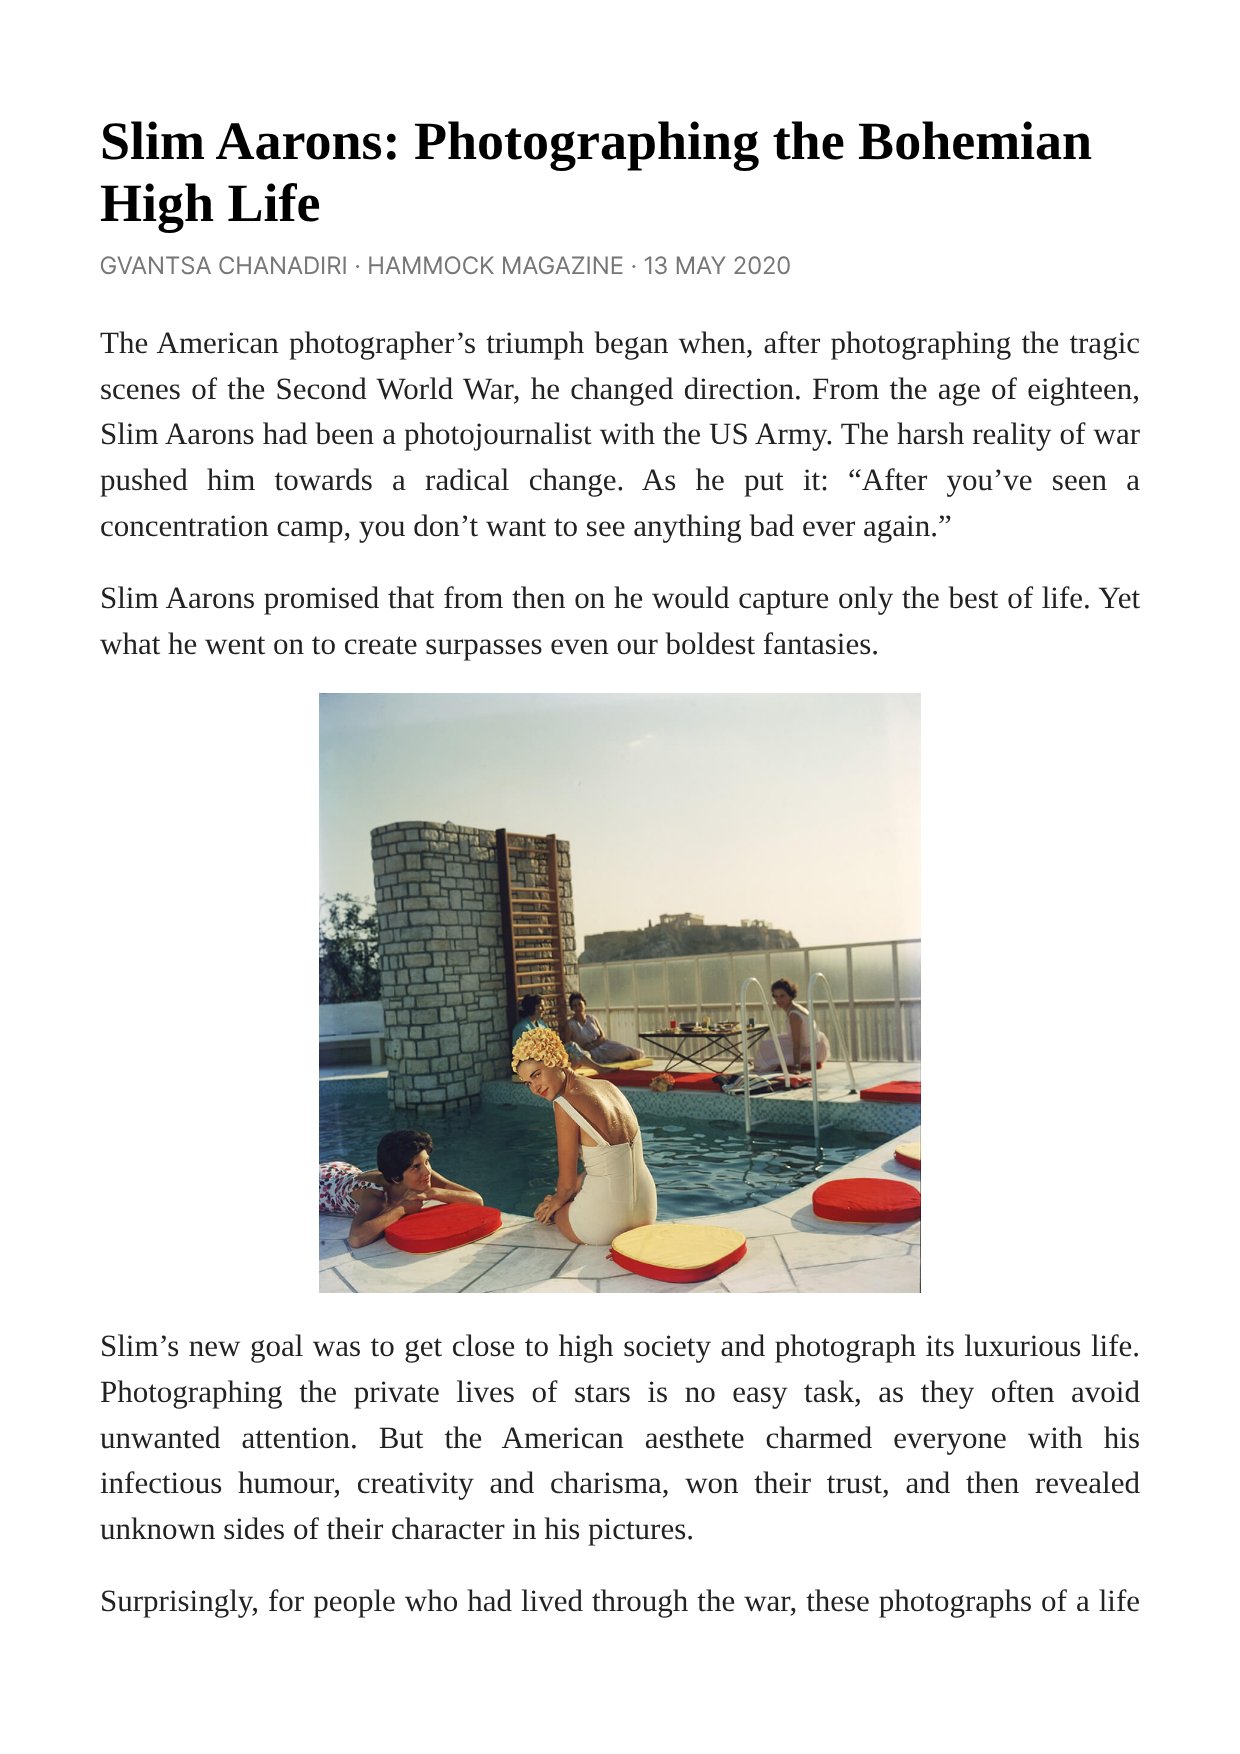 Slim Aarons: Photographing the Bohemian
High Life
GVANTSA CHANADIRI · HAMMOCK MAGAZINE · 13 MAY 2020
The American photographer’s triumph began when, after photographing the tragic
scenes of the Second World War, he changed direction. From the age of eighteen,
Slim Aarons had been a photojournalist with the US Army. The harsh reality of war
pushed him towards a radical change. As he put it: “After you’ve seen a
concentration camp, you don’t want to see anything bad ever again.”
Slim Aarons promised that from then on he would capture only the best of life. Yet
what he went on to create surpasses even our boldest fantasies.
Slim’s new goal was to get close to high society and photograph its luxurious life.
Photographing the private lives of stars is no easy task, as they often avoid
unwanted attention. But the American aesthete charmed everyone with his
infectious humour, creativity and charisma, won their trust, and then revealed
unknown sides of their character in his pictures.
Surprisingly, for people who had lived through the war, these photographs of a life